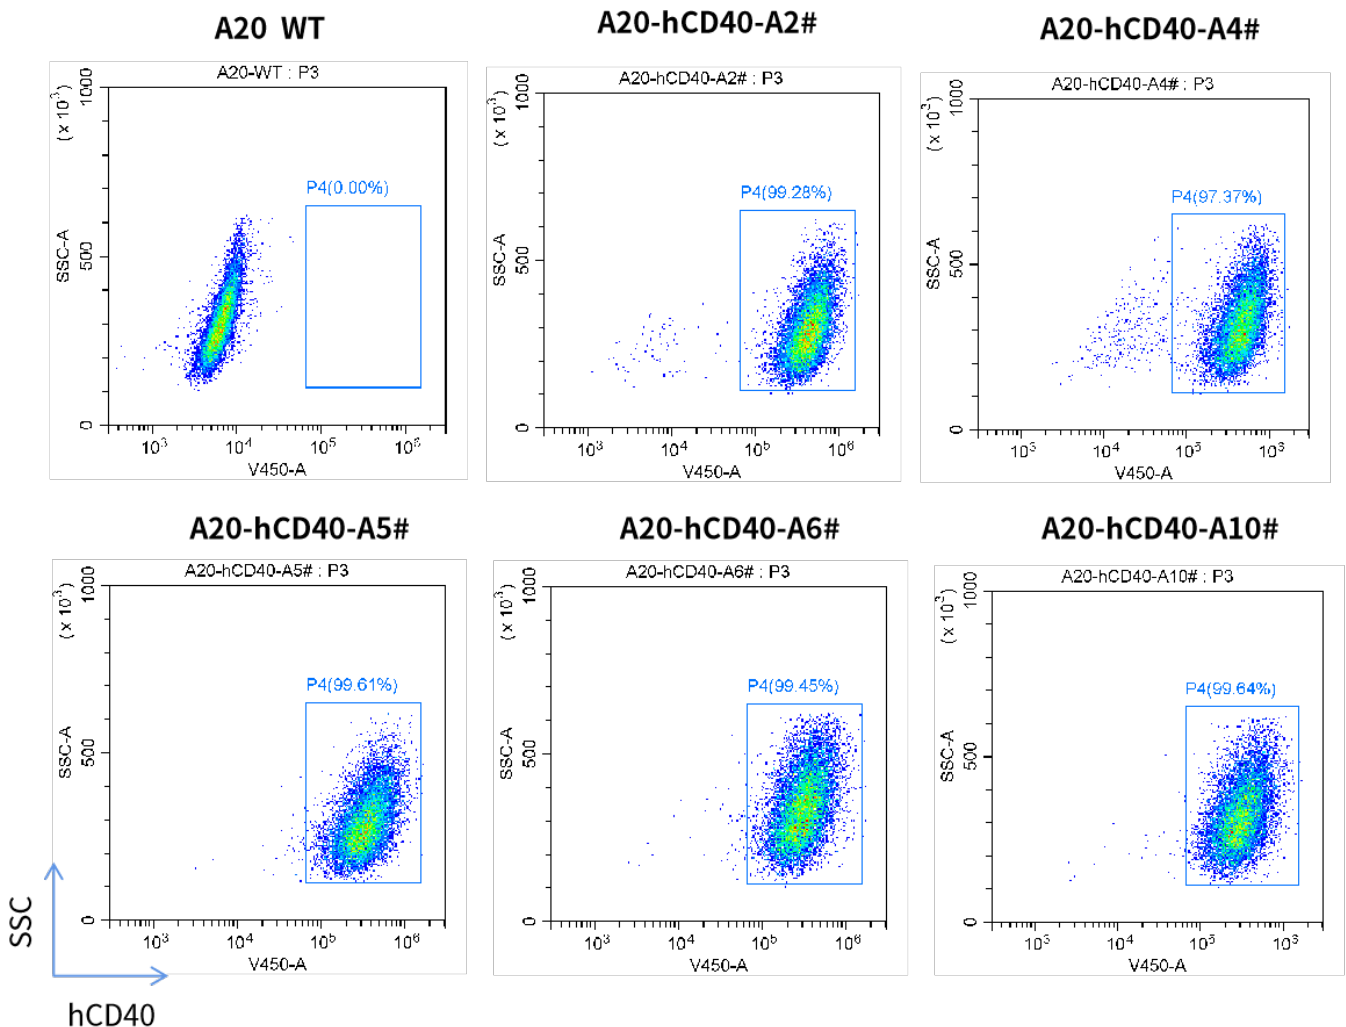 A20 WT
A20-hCD40-A2#
A20-hCD40-A4#
A20-WT : P3
A20-hCD40-A2# : P3
A20-hCD40-A4# : P3
(x 10³)
1000
500
0
SSC-A
P4(0.00%)
10³ 10⁴ 10⁵ 10⁶
V450-A
(x 10³)
1000
500
0
SSC-A
P4(99.28%)
10³ 10⁴ 10⁵ 10⁶
V450-A
(x 10³)
1000
500
0
SSC-A
P4(97.37%)
10³ 10⁴ 10⁵ 10⁶
V450-A
A20-hCD40-A5#
A20-hCD40-A6#
A20-hCD40-A10#
A20-hCD40-A5# : P3
A20-hCD40-A6# : P3
A20-hCD40-A10# : P3
(x 10³)
1000
500
0
SSC-A
P4(99.61%)
10³ 10⁴ 10⁵ 10⁶
V450-A
(x 10³)
1000
500
0
SSC-A
P4(99.45%)
10³ 10⁴ 10⁵ 10⁶
V450-A
(x 10³)
1000
500
0
SSC-A
P4(99.64%)
10³ 10⁴ 10⁵ 10⁶
V450-A
SSC
hCD40